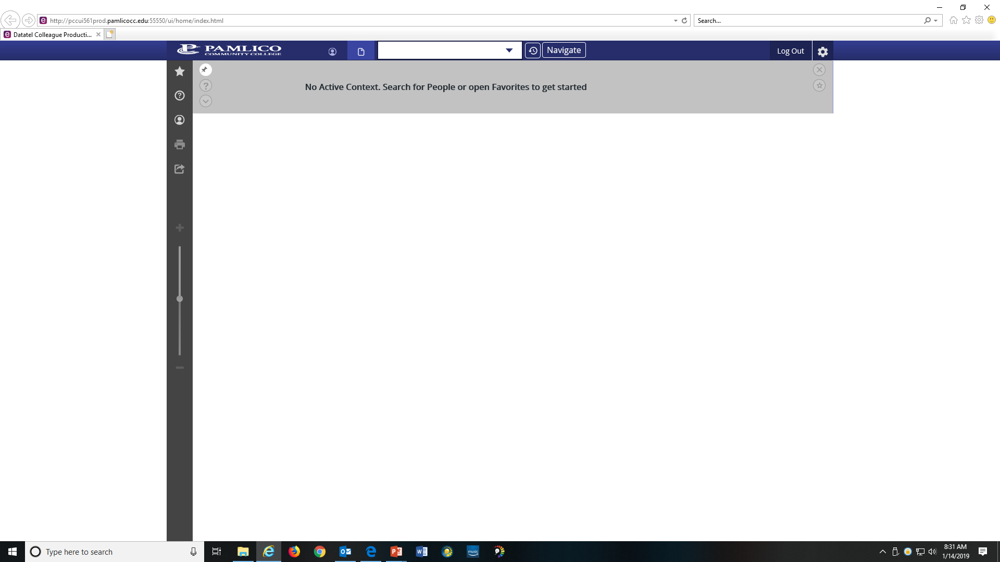 http://pccui561prod.pamlicocc.edu:55550/ui/home/index.html
Search...
Datatel Colleague Producti...
PAMLICO
COMMUNITY COLLEGE
Navigate
Log Out
No Active Context. Search for People or open Favorites to get started
Type here to search
music
8:31 AM
1/14/2019